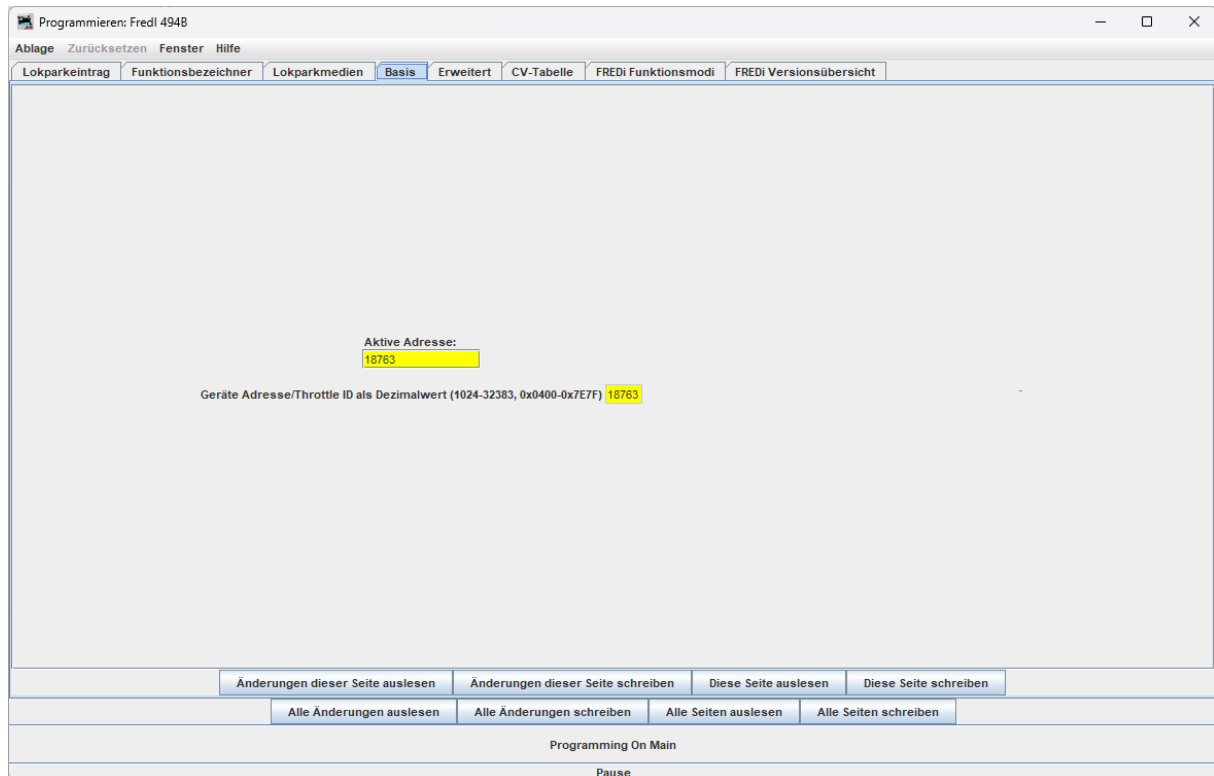 Programmieren: FredI 494B
Ablage Zurücksetzen Fenster Hilfe
Lokparkeintrag Funktionsbezeichner Lokparkmedien Basis Erweitert CV-Tabelle FREDi Funktionsmodi FREDi Versionsübersicht
Aktive Adresse:
18763
Geräte Adresse/Throttle ID als Dezimalwert (1024-32383, 0x0400-0x7E7F) 18763
Änderungen dieser Seite auslesen Änderungen dieser Seite schreiben Diese Seite auslesen Diese Seite schreiben
Alle Änderungen auslesen Alle Änderungen schreiben Alle Seiten auslesen Alle Seiten schreiben
Programming On Main
Pause